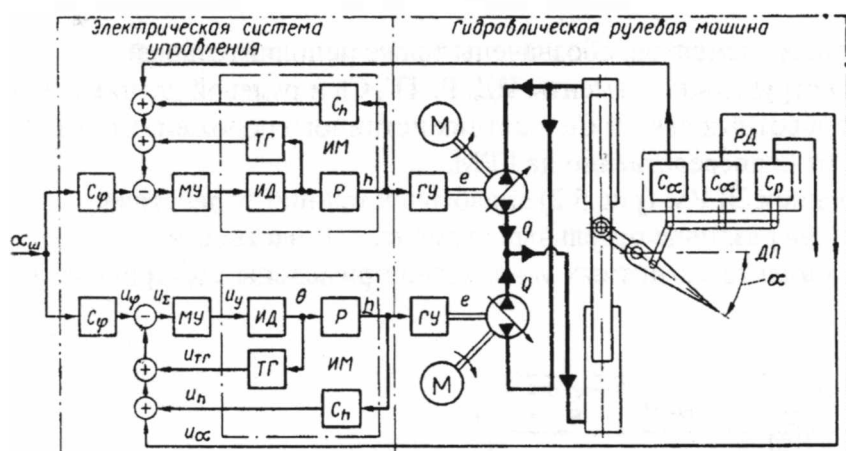 Электрическая система
управления
Гидравлическая рулевая машина
C_h
ТГ
ИМ
C_φ
МУ
ИД
Р
h
ГУ
e
М
Q
РД
C_α
C_α
C_p
ДП
α
α_ш
C_φ
u_φ
u_Σ
МУ
u_у
ИД
θ
Р
h
ГУ
e
Q
М
ТГ
ИМ
u_ТГ
C_h
u_h
u_α